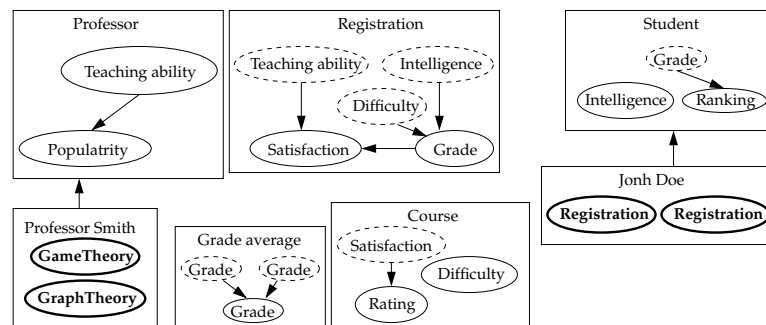 Professor
Teaching ability
Populatrity
Registration
Teaching ability
Intelligence
Difficulty
Satisfaction
Grade
Student
Grade
Intelligence
Ranking
Professor Smith
GameTheory
GraphTheory
Grade average
Grade
Grade
Grade
Course
Satisfaction
Difficulty
Rating
Jonh Doe
Registration
Registration